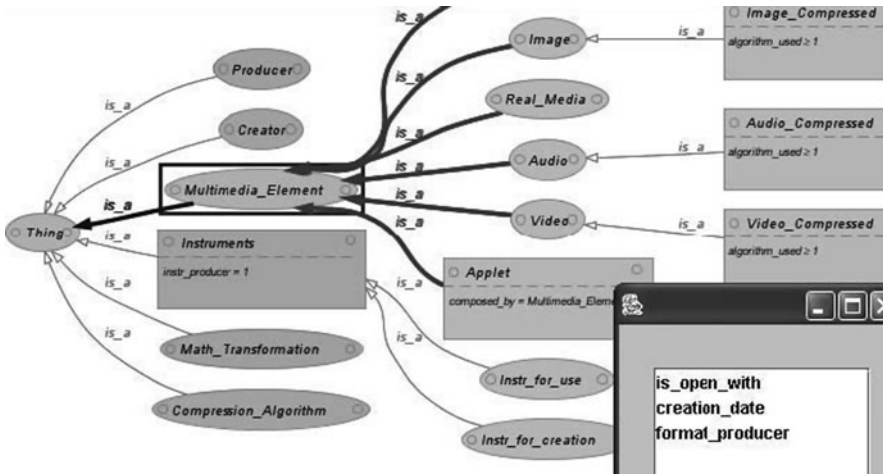 is_a
Image
is_a
Image_Compressed
algorithm_used ≥ 1
Producer
is_a
is_a
Real_Media
is_a
Creator
is_a
is_a
Audio
is_a
Audio_Compressed
algorithm_used ≥ 1
is_a
Multimedia_Element
is_a
is_a
Video
is_a
Video_Compressed
algorithm_used ≥ 1
Thing
is_a
is_a
Instruments
instr_producer = 1
Applet
composed_by = Multimedia_Eleme
is_a
is_a
is_a
is_a
Math_Transformation
Instr_for_use
is_a
Compression_Algorithm
Instr_for_creation
is_open_with
creation_date
format_producer